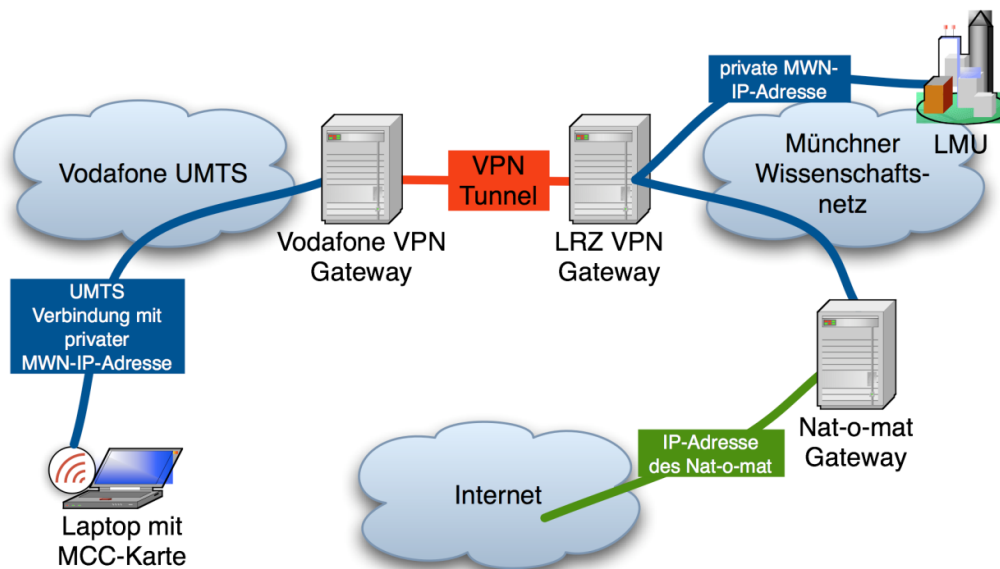 private MWN-
IP-Adresse
LMU
Vodafone UMTS
VPN
Tunnel
Münchner
Wissenschafts-
netz
Vodafone VPN
Gateway
LRZ VPN
Gateway
UMTS
Verbindung mit
privater
MWN-IP-Adresse
Nat-o-mat
Gateway
IP-Adresse
des Nat-o-mat
Internet
Laptop mit
MCC-Karte